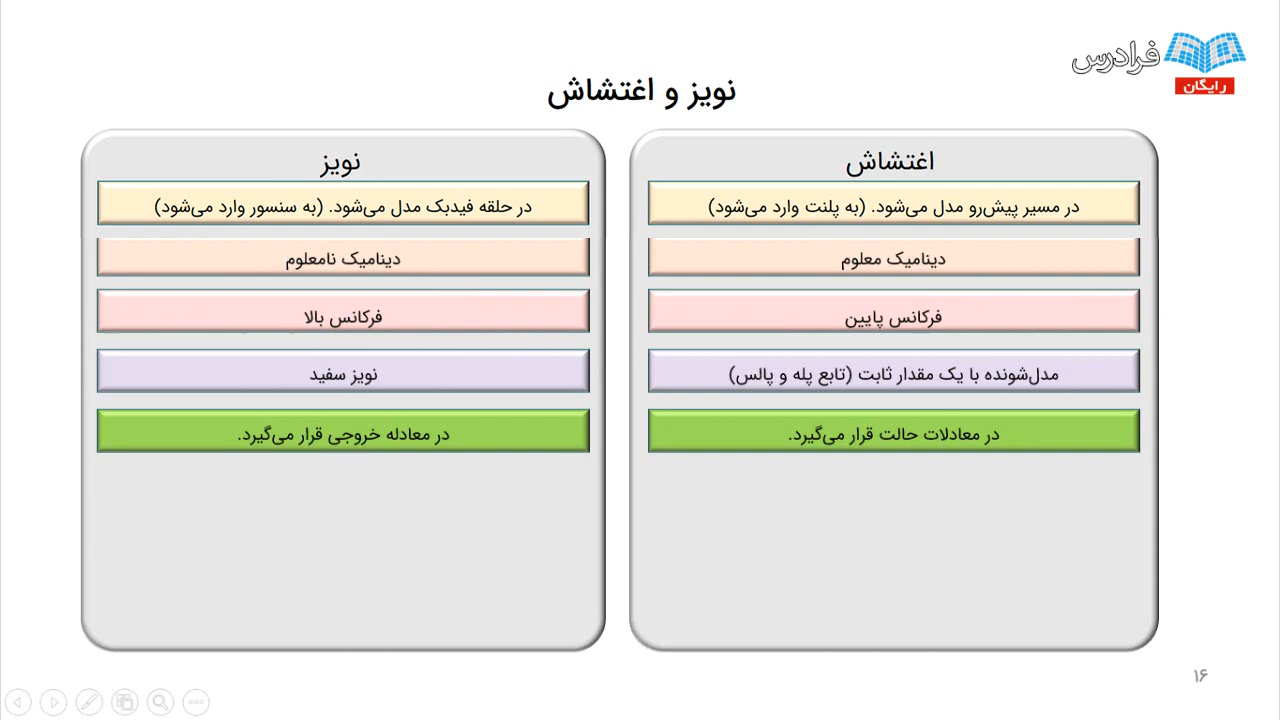 فرادرس
رایگان
نویز و اغتشاش
اغتشاش
در مسیر پیش‌رو مدل می‌شود. (به پلنت وارد می‌شود)
دینامیک معلوم
فرکانس پایین
مدل‌شونده با یک مقدار ثابت (تابع پله و پالس)
در معادلات حالت قرار می‌گیرد.
نویز
در حلقه فیدبک مدل می‌شود. (به سنسور وارد می‌شود)
دینامیک نامعلوم
فرکانس بالا
نویز سفید
در معادله خروجی قرار می‌گیرد.
۱۶